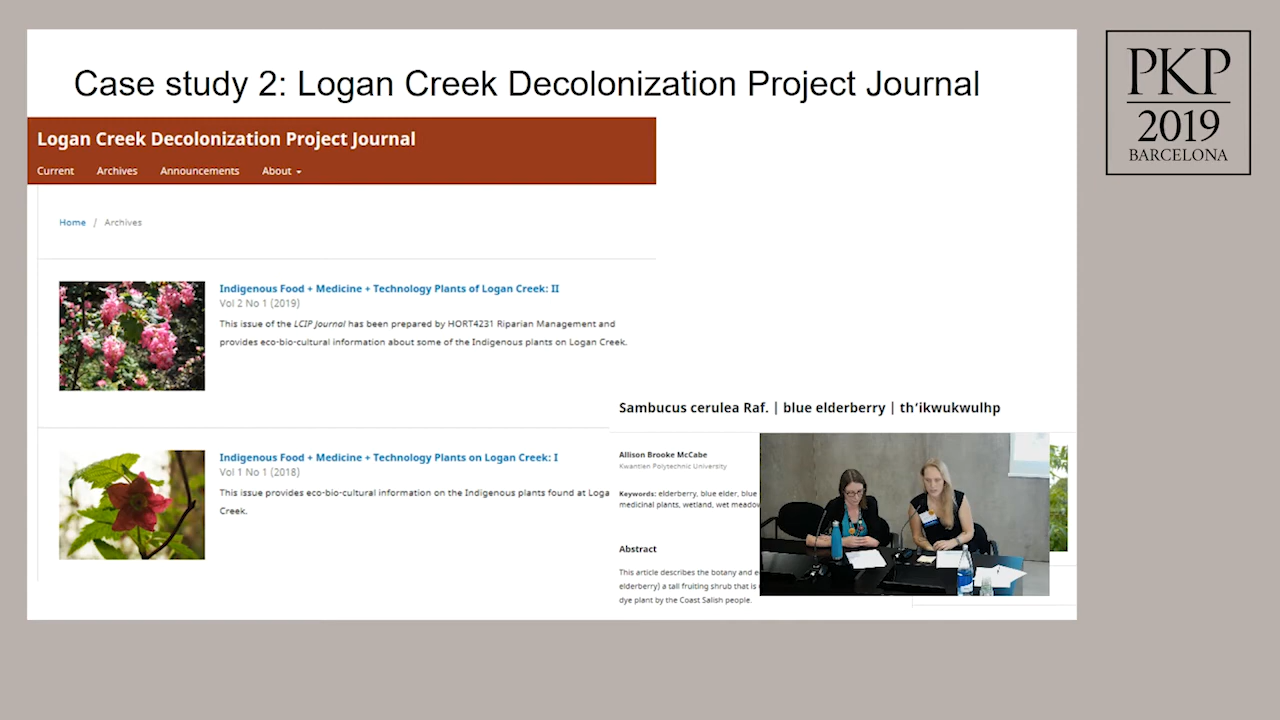 Case study 2: Logan Creek Decolonization Project Journal
PKP
2019
BARCELONA
Logan Creek Decolonization Project Journal
Current Archives Announcements About
Home / Archives
Indigenous Food + Medicine + Technology Plants of Logan Creek: II
Vol 2 No 1 (2019)
This issue of the LCIP Journal has been prepared by HORT4231 Riparian Management and
provides eco-bio-cultural information about some of the Indigenous plants on Logan Creek.
Indigenous Food + Medicine + Technology Plants on Logan Creek: I
Vol 1 No 1 (2018)
This issue provides eco-bio-cultural information on the Indigenous plants found at Loga
Creek.
Sambucus cerulea Raf. | blue elderberry | th'ikwukwulhp
Allison Brooke McCabe
Kwantlen Polytechnic University
Keywords: elderberry, blue elder, blue
medicinal plants, wetland, wet meadow
Abstract
This article describes the botany and e
elderberry) a tall fruiting shrub that is
dye plant by the Coast Salish people.